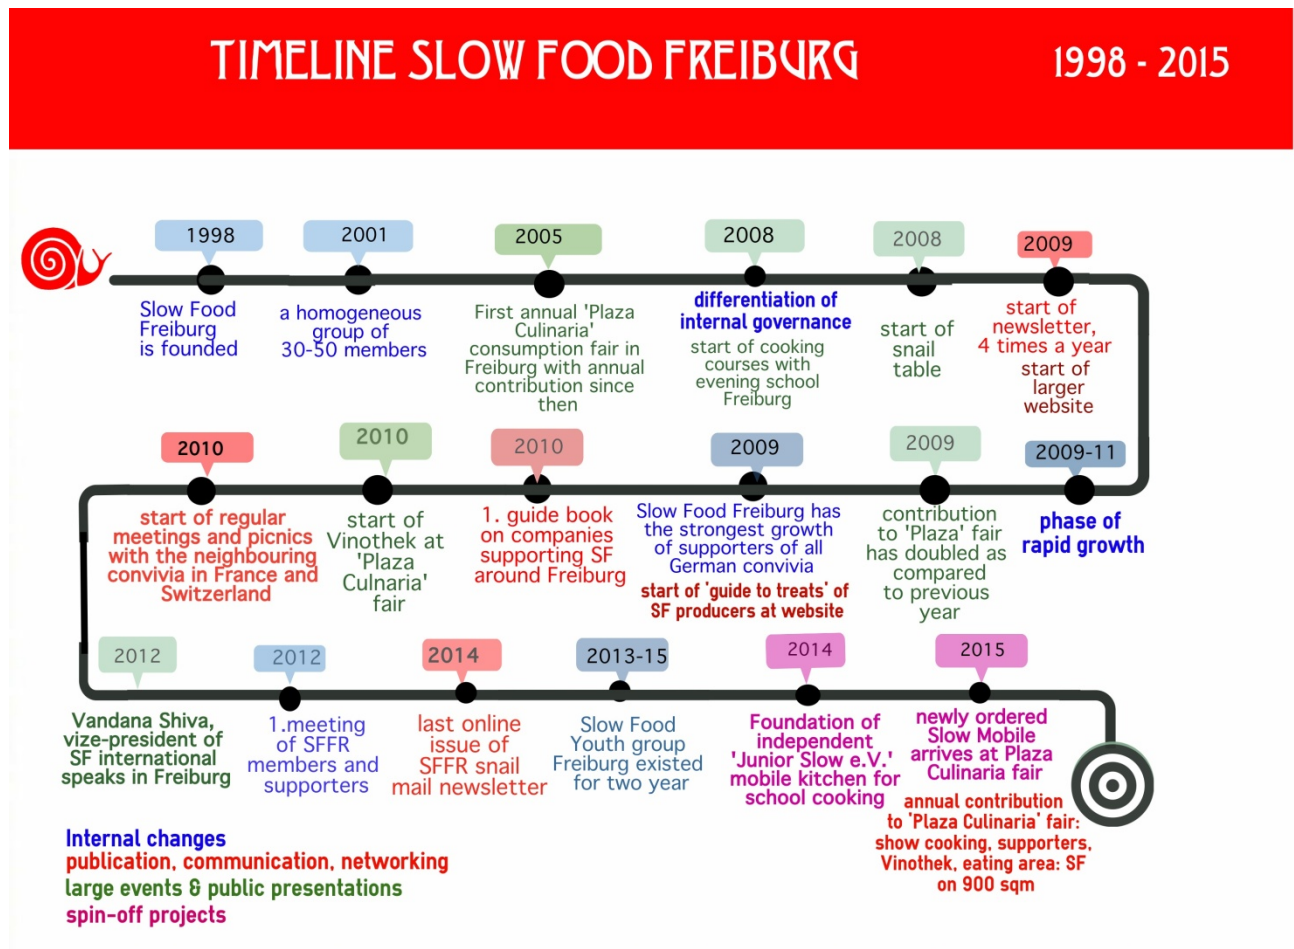 TIMELINE SLOW FOOD FREIBURG
1998 - 2015
1998
Slow Food
Freiburg
is founded
2001
a homogeneous
group of
30-50 members
2005
First annual 'Plaza
Culinaria'
consumption fair in
Freiburg with annual
contribution since
then
2008
differentiation of
internal governance
start of cooking
courses with
evening school
Freiburg
2008
start of
snail
table
2009
start of
newsletter,
4 times a year
start of
larger
website
2010
start of regular
meetings and picnics
with the neighbouring
convivia in France and
Switzerland
2010
start of
Vinothek at
'Plaza
Culnaria'
fair
2010
1. guide book
on companies
supporting SF
around Freiburg
2009
Slow Food Freiburg has
the strongest growth
of supporters of all
German convivia
start of 'guide to treats' of
SF producers at website
2009
contribution
to 'Plaza' fair
has doubled as
compared
to previous
year
2009-11
phase of
rapid growth
2012
Vandana Shiva,
vize-president of
SF international
speaks in Freiburg
2012
1.meeting
of SFFR
members and
supporters
2014
last online
issue of
SFFR snail
mail newsletter
2013-15
Slow Food
Youth group
Freiburg existed
for two year
2014
Foundation of
independent
'Junior Slow e.V.'
mobile kitchen for
school cooking
2015
newly ordered
Slow Mobile
arrives at Plaza
Culinaria fair
annual contribution
to 'Plaza Culinaria' fair:
show cooking, supporters,
Vinothek, eating area: SF
on 900 sqm
Internal changes
publication, communication, networking
large events & public presentations
spin-off projects